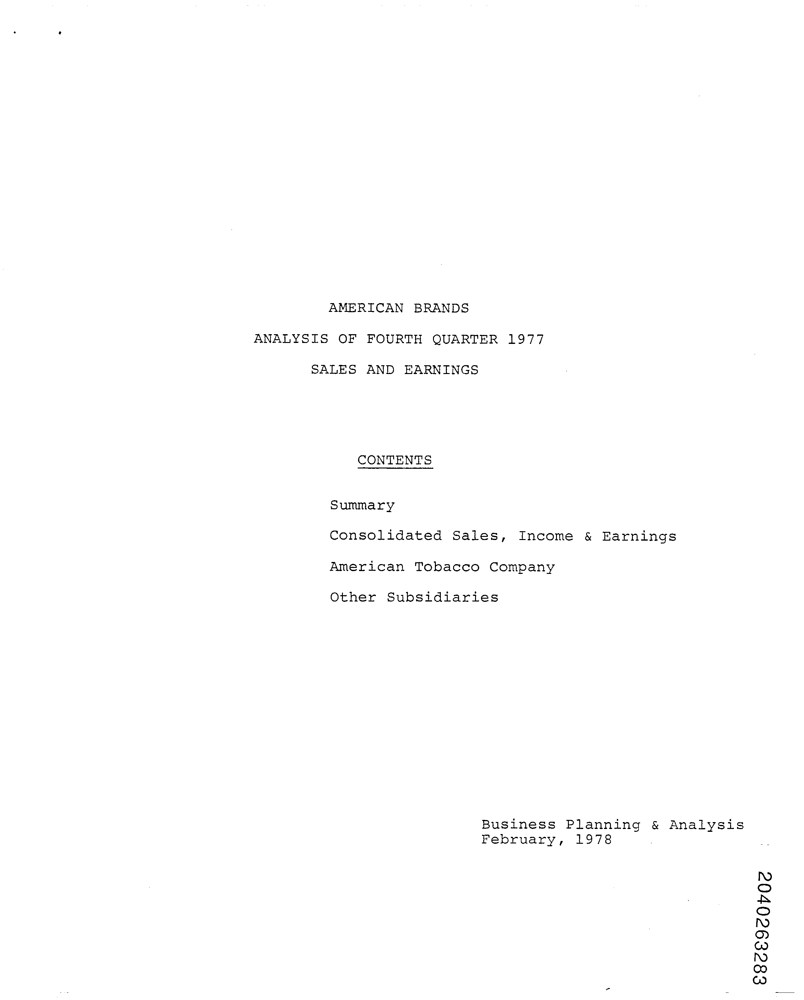 AMERICAN BRANDS
ANALYSIS OF FOURTH QUARTER 1977
SALES AND EARNINGS
CONTENTS
Summary
Consolidated Sales, Income & Earnings
American Tobacco Company
Other Subsidiaries
Business Planning & Analysis
February, 1978
2040263283